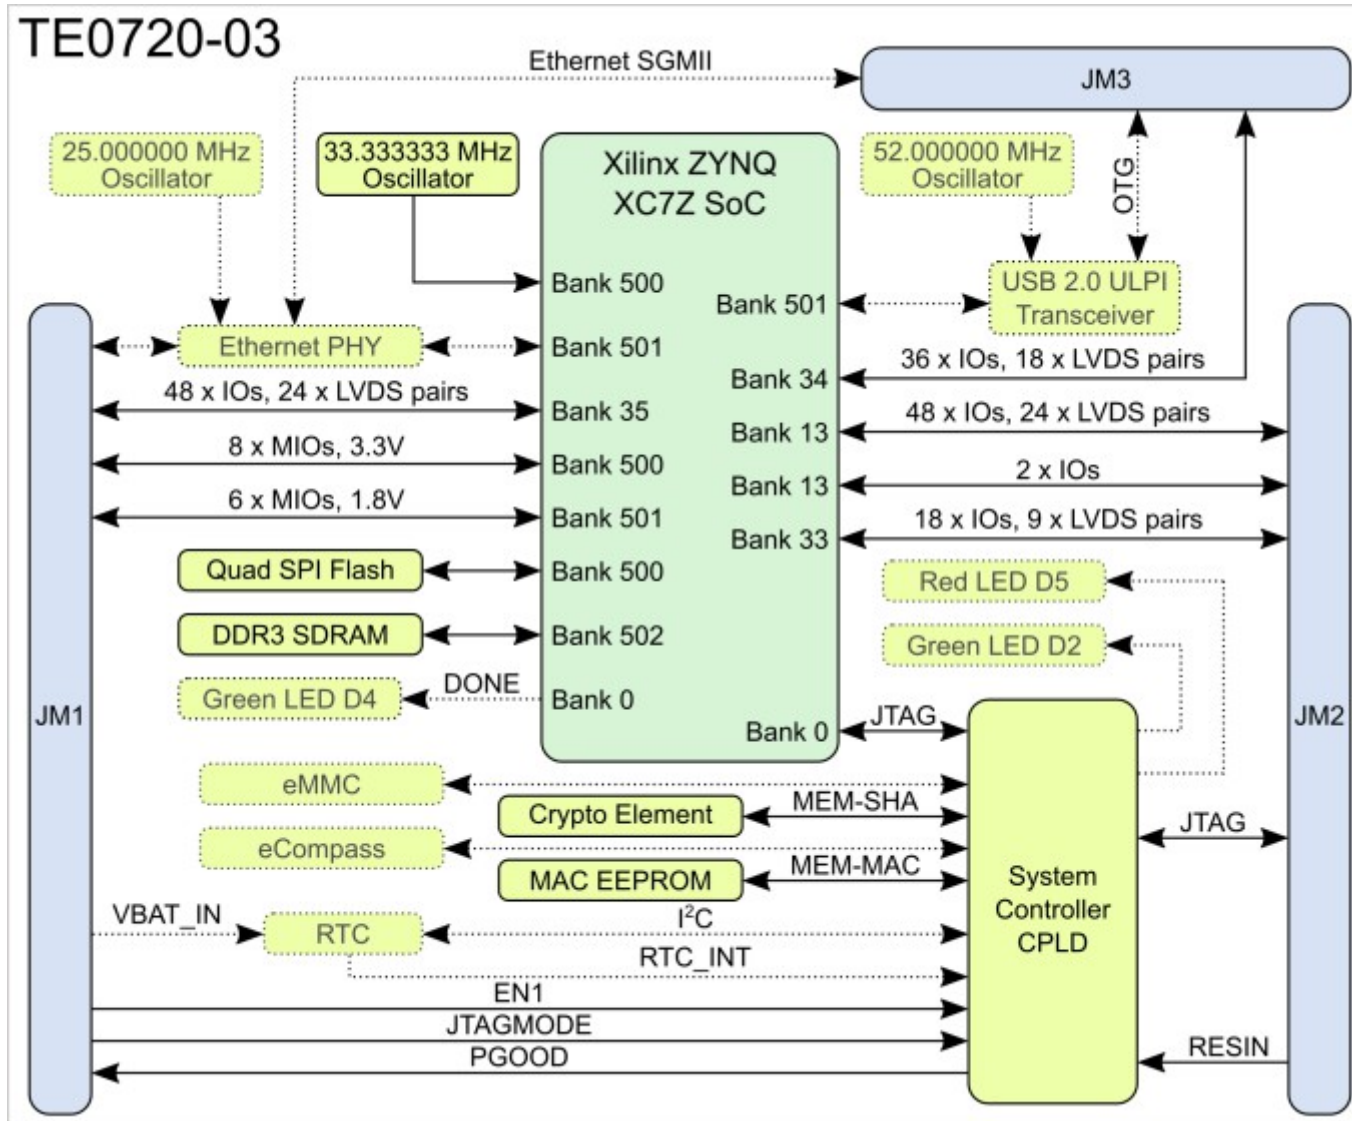 TE0720-03
Ethernet SGMII
JM3
25.000000 MHz
Oscillator
33.333333 MHz
Oscillator
Xilinx ZYNQ
XC7Z SoC
52.000000 MHz
Oscillator
OTG
Bank 500
Bank 501
USB 2.0 ULPI
Transceiver
Ethernet PHY
Bank 501
36 x IOs, 18 x LVDS pairs
Bank 34
48 x IOs, 24 x LVDS pairs
Bank 35
48 x IOs, 24 x LVDS pairs
Bank 13
8 x MIOs, 3.3V
Bank 500
2 x IOs
Bank 13
6 x MIOs, 1.8V
Bank 501
18 x IOs, 9 x LVDS pairs
Bank 33
Quad SPI Flash
Bank 500
Red LED D5
DDR3 SDRAM
Bank 502
Green LED D2
Green LED D4
DONE
Bank 0
JM1
JM2
Bank 0
JTAG
eMMC
Crypto Element
MEM-SHA
JTAG
eCompass
MAC EEPROM
MEM-MAC
System
Controller
CPLD
VBAT_IN
RTC
I²C
RTC_INT
EN1
JTAGMODE
PGOOD
RESIN